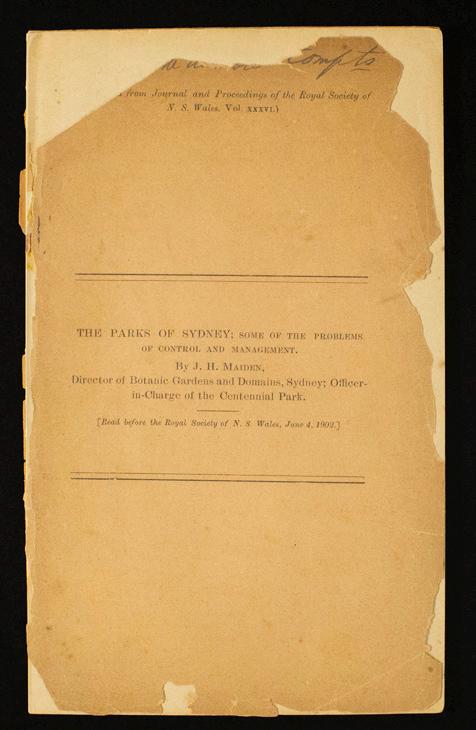 Compts
from Journal and Proceedings of the Royal Society of
N. S. Wales, Vol. XXXVI.)
THE PARKS OF SYDNEY; SOME OF THE PROBLEMS
OF CONTROL AND MANAGEMENT.
By J. H. MAIDEN,
Director of Botanic Gardens and Domains, Sydney; Officer-
in-Charge of the Centennial Park.
[Read before the Royal Society of N. S. Wales, June 4, 1902.]